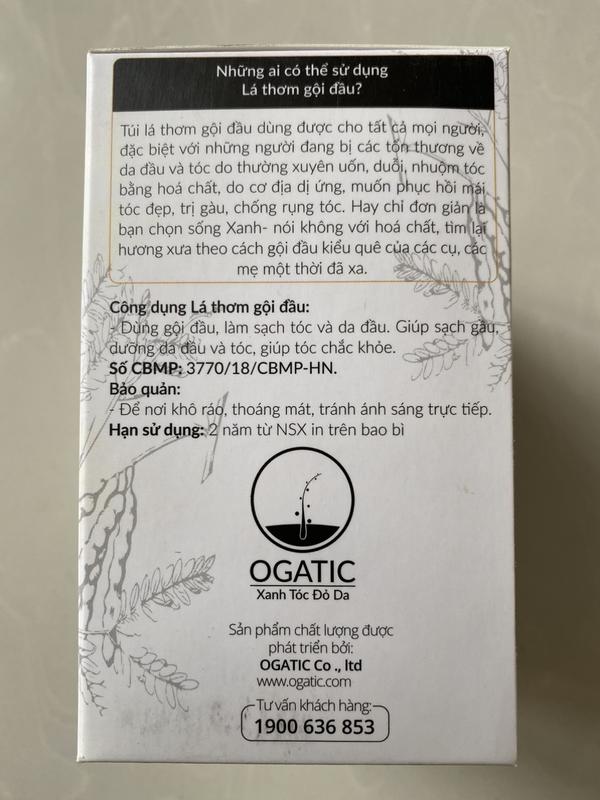 Những ai có thể sử dụng
Lá thơm gội đầu?
Túi lá thơm gội đầu dùng được cho tất cả mọi người,
đặc biệt với những người đang bị các tổn thương về
da đầu và tóc do thường xuyên uốn, duỗi, nhuộm tóc
bằng hoá chất, do cơ địa dị ứng, muốn phục hồi mái
tóc đẹp, trị gàu, chống rụng tóc. Hay chỉ đơn giản là
bạn chọn sống Xanh- nói không với hoá chất, tìm lại
hương xưa theo cách gội đầu kiểu quê của các cụ, các
mẹ một thời đã xa.
Công dụng Lá thơm gội đầu:
- Dùng gội đầu, làm sạch tóc và da đầu. Giúp sạch gầu,
dưỡng da đầu và tóc, giúp tóc chắc khỏe.
Số CBMP: 3770/18/CBMP-HN.
Bảo quản:
- Để nơi khô ráo, thoáng mát, tránh ánh sáng trực tiếp.
Hạn sử dụng: 2 năm từ NSX in trên bao bì
OGATIC
Xanh Tóc Đỏ Da
Sản phẩm chất lượng được
phát triển bởi:
OGATIC Co ., ltd
www.ogatic.com
Tư vấn khách hàng:
1900 636 853